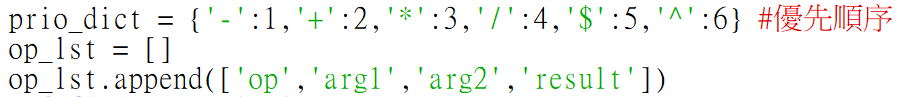 prio_dict = {'-':1,'+':2,'*':3,'/':4,'$':5,'^':6} #優先順序
op_lst = []
op_lst.append(['op','arg1','arg2','result'])